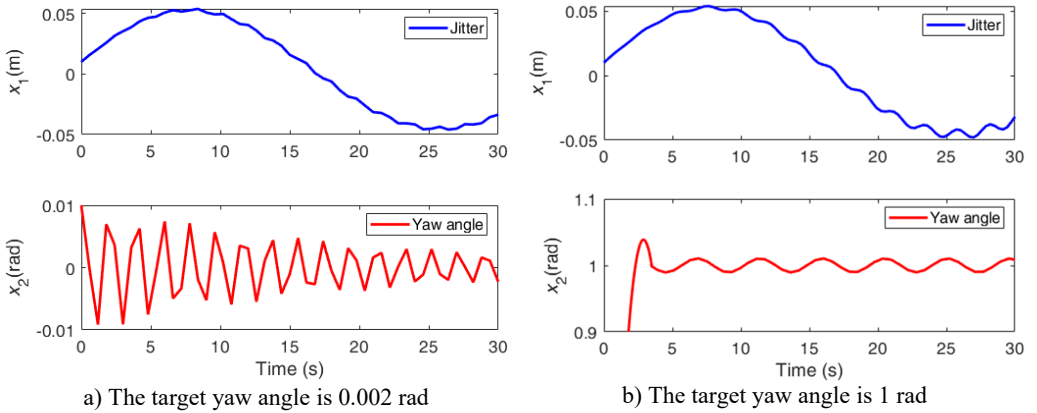 0.05
0
-0.05
x1(m)
Jitter
0 5 10 15 20 25 30
0.01
0
-0.01
x2(rad)
Yaw angle
0 5 10 15 20 25 30
Time (s)
a) The target yaw angle is 0.002 rad
0.05
0
-0.05
x1(m)
Jitter
0 5 10 15 20 25 30
1.1
1
0.9
x2(rad)
Yaw angle
0 5 10 15 20 25 30
Time (s)
b) The target yaw angle is 1 rad